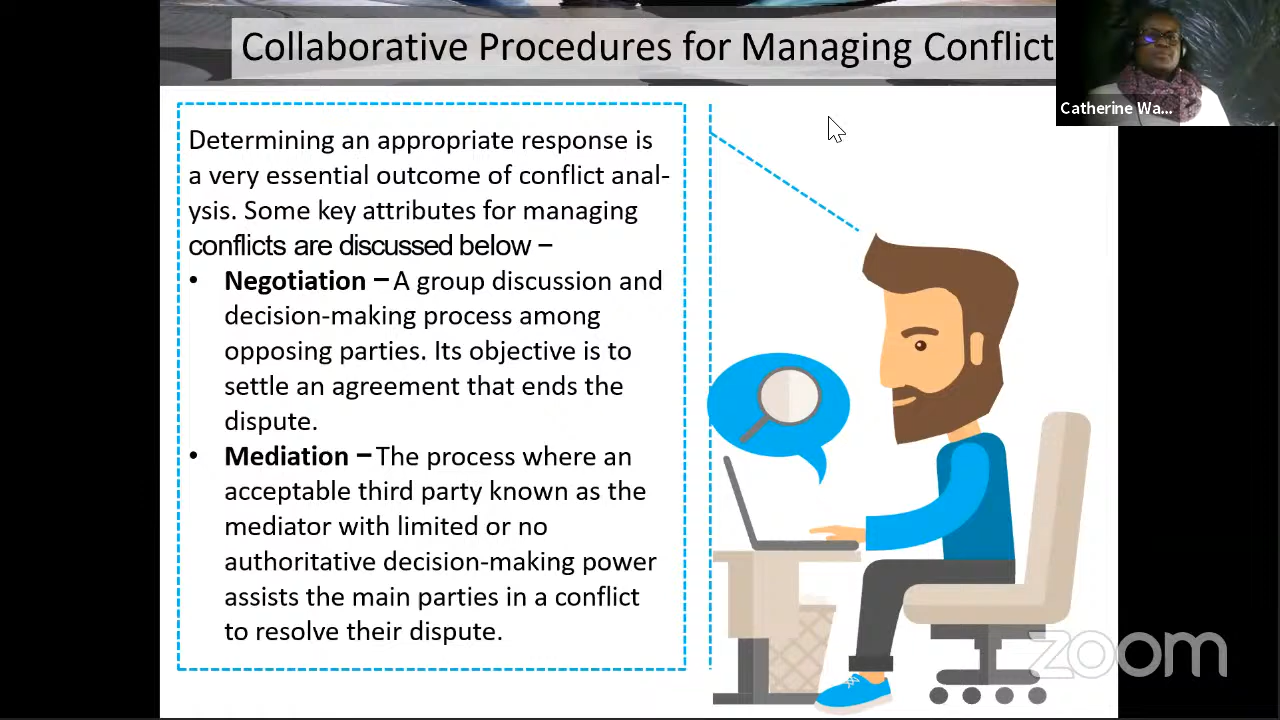 Collaborative Procedures for Managing Conflict
Catherine Wa...
Determining an appropriate response is
a very essential outcome of conflict anal-
ysis. Some key attributes for managing
conflicts are discussed below –
• Negotiation – A group discussion and
decision-making process among
opposing parties. Its objective is to
settle an agreement that ends the
dispute.
• Mediation – The process where an
acceptable third party known as the
mediator with limited or no
authoritative decision-making power
assists the main parties in a conflict
to resolve their dispute.
zoom